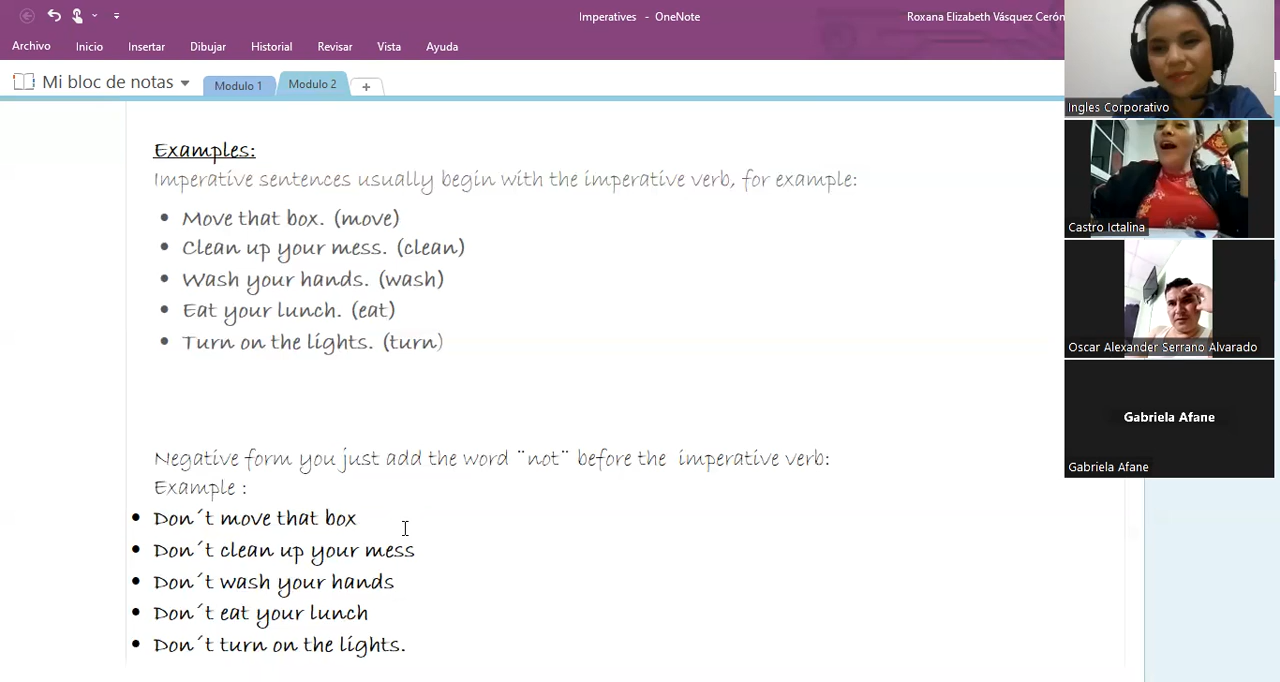 Imperatives - OneNote
Roxana Elizabeth Vásquez Cerón
Archivo Inicio Insertar Dibujar Historial Revisar Vista Ayuda
Mi bloc de notas Modulo 1 Modulo 2 +
Examples:
Imperative sentences usually begin with the imperative verb, for example:
• Move that box. (move)
• Clean up your mess. (clean)
• Wash your hands. (wash)
• Eat your lunch. (eat)
• Turn on the lights. (turn)
Negative form you just add the word ¨not¨ before the imperative verb:
Example :
• Don´t move that box
• Don´t clean up your mess
• Don´t wash your hands
• Don´t eat your lunch
• Don´t turn on the lights.
Ingles Corporativo
Castro Ictalina
Oscar Alexander Serrano Alvarado
Gabriela Afane
Gabriela Afane